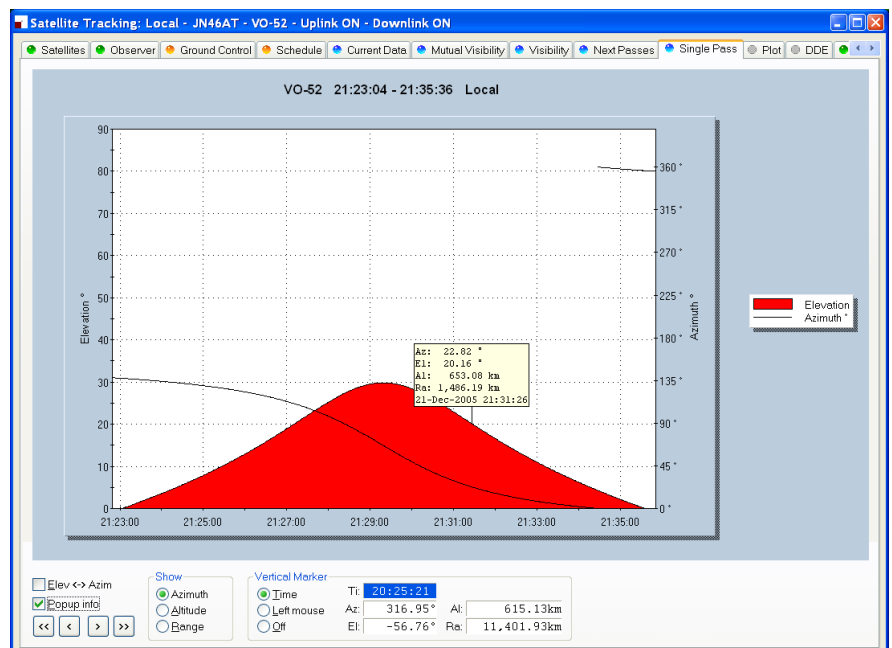 Satellite Tracking: Local - JN46AT - VO-52 - Uplink ON - Downlink ON
Satellites Observer Ground Control Schedule Current Data Mutual Visibility Visibility Next Passes Single Pass Plot DDE
VO-52 21:23:04 - 21:35:36 Local
90
80
70
60
50
40
30
20
10
0
Elevation °
360 °
315 °
270 °
225 °
180 °
135 °
90 °
45 °
0 °
Azimuth °
Az: 22.82 °
El: 20.16 °
Al: 653.08 km
Ra: 1,486.19 km
21-Dec-2005 21:31:26
21:23:00 21:25:00 21:27:00 21:29:00 21:31:00 21:33:00 21:35:00
Elevation
Azimuth °
Elev <-> Azim
Popup info
<< < > >>
Show
Azimuth
Altitude
Range
Vertical Marker
Time
Left mouse
Off
Ti: 20:25:21
Az: 316.95° Al: 615.13km
El: -56.76° Ra: 11,401.93km